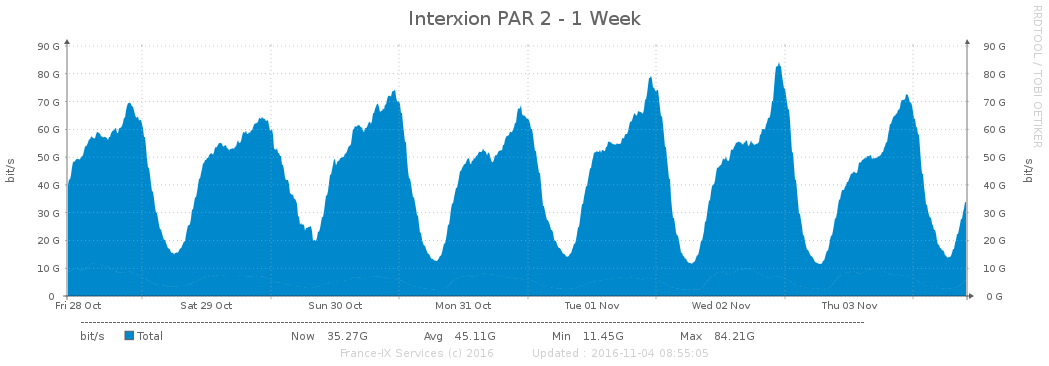 Interxion PAR 2 - 1 Week
RRDTOOL / TOBI OETIKER
90 G 90 G
80 G 80 G
70 G 70 G
60 G 60 G
50 G 50 G
40 G 40 G
30 G 30 G
20 G 20 G
10 G 10 G
0 0 G
bit/s
bit/s
Fri 28 Oct Sat 29 Oct Sun 30 Oct Mon 31 Oct Tue 01 Nov Wed 02 Nov Thu 03 Nov
bit/s Total Now 35.27G Avg 45.11G Min 11.45G Max 84.21G
France-IX Services (c) 2016 Updated : 2016-11-04 08:55:05